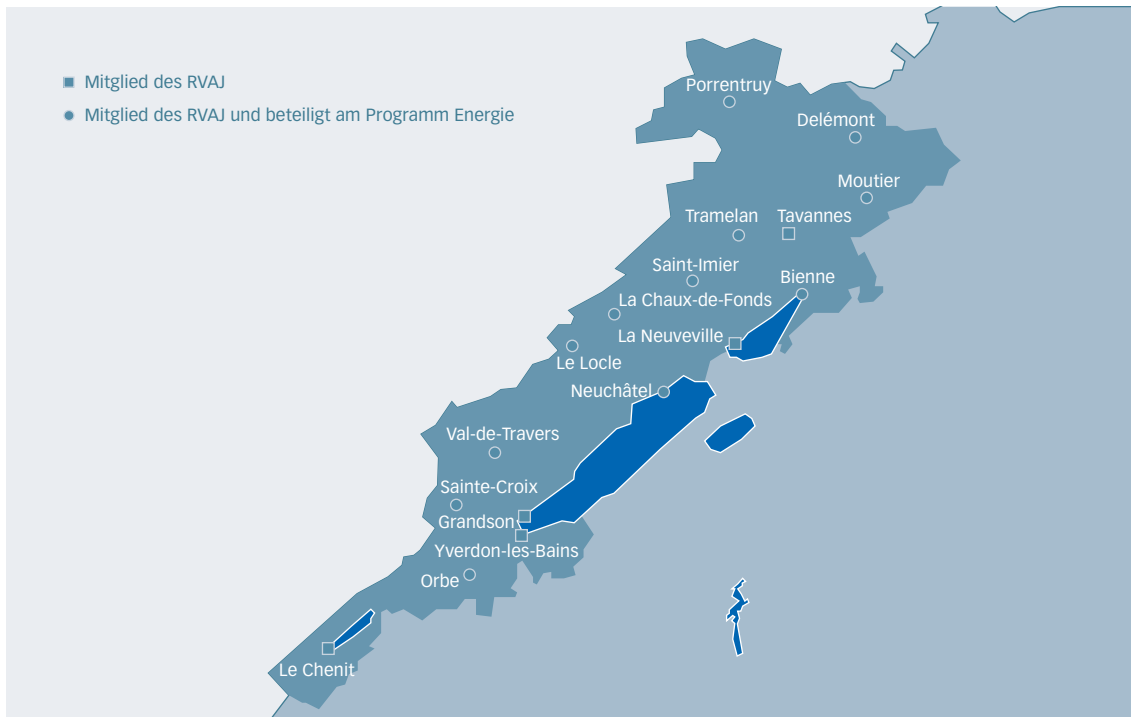 Mitglied des RVAJ
Mitglied des RVAJ und beteiligt am Programm Energie
Porrentruy
Delémont
Moutier
Tramelan
Tavannes
Saint-Imier
Bienne
La Chaux-de-Fonds
La Neuveville
Le Locle
Neuchâtel
Val-de-Travers
Sainte-Croix
Grandson
Yverdon-les-Bains
Orbe
Le Chenit